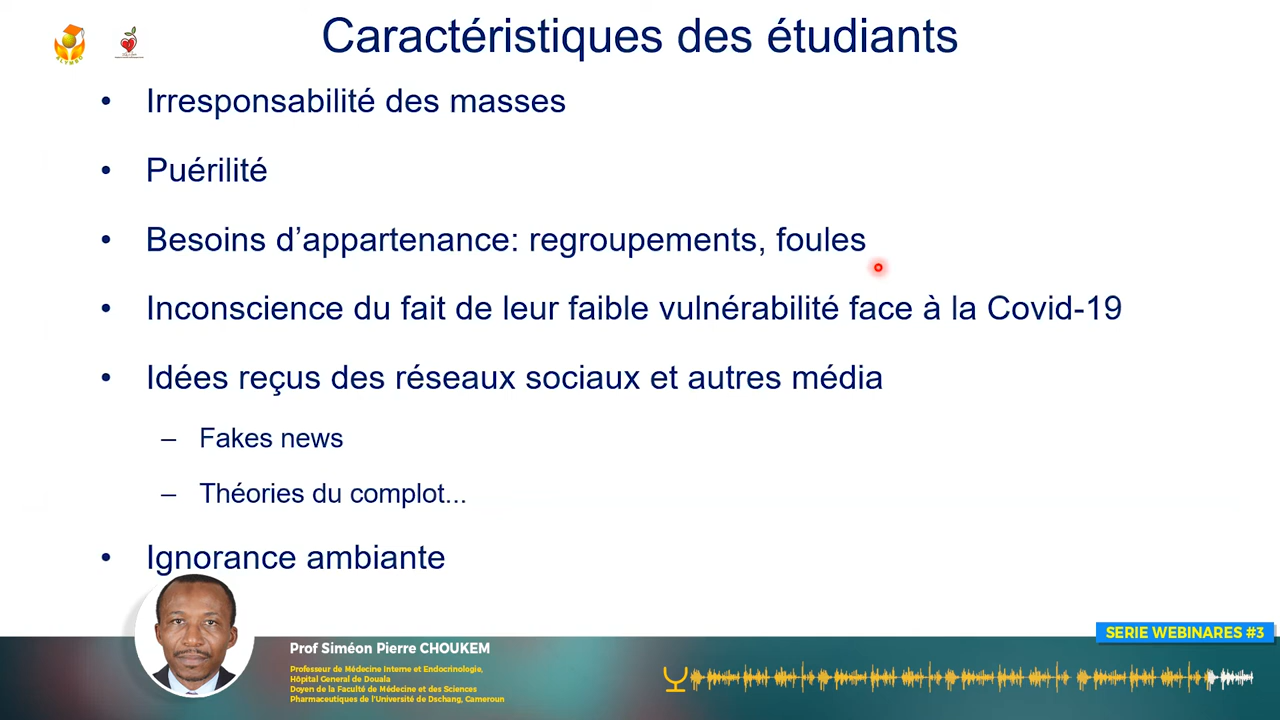 Caractéristiques des étudiants
• Irresponsabilité des masses
• Puérilité
• Besoins d’appartenance: regroupements, foules
• Inconscience du fait de leur faible vulnérabilité face à la Covid-19
• Idées reçus des réseaux sociaux et autres média
– Fakes news
– Théories du complot...
• Ignorance ambiante
SERIE WEBINARES #3
Prof Siméon Pierre CHOUKEM
Professeur de Médecine Interne et Endocrinologie,
Hôpital General de Douala
Doyen de la Faculté de Médecine et des Sciences
Pharmaceutiques de l'Université de Dschang, Cameroun